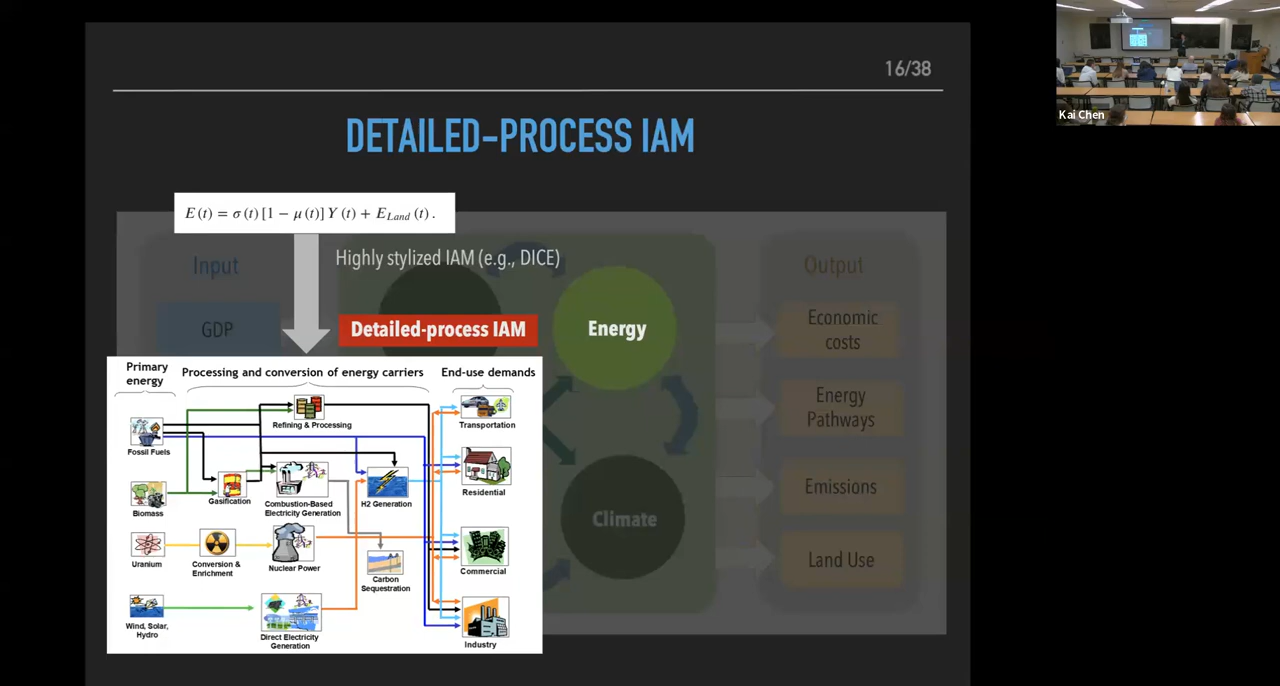 16/38
Kai Chen
DETAILED-PROCESS IAM
E(t) = σ(t)[1 − μ(t)]Y(t) + E_Land(t).
Highly stylized IAM (e.g., DICE)
Detailed-process IAM
Input
GDP
Energy
Climate
Output
Economic
costs
Energy
Pathways
Emissions
Land Use
Primary
energy
Processing and conversion of energy carriers
End-use demands
Fossil Fuels
Refining & Processing
Transportation
Biomass
Gasification
Combustion-Based
Electricity Generation
H2 Generation
Residential
Uranium
Conversion &
Enrichment
Nuclear Power
Carbon
Sequestration
Commercial
Wind, Solar,
Hydro
Direct Electricity
Generation
Industry